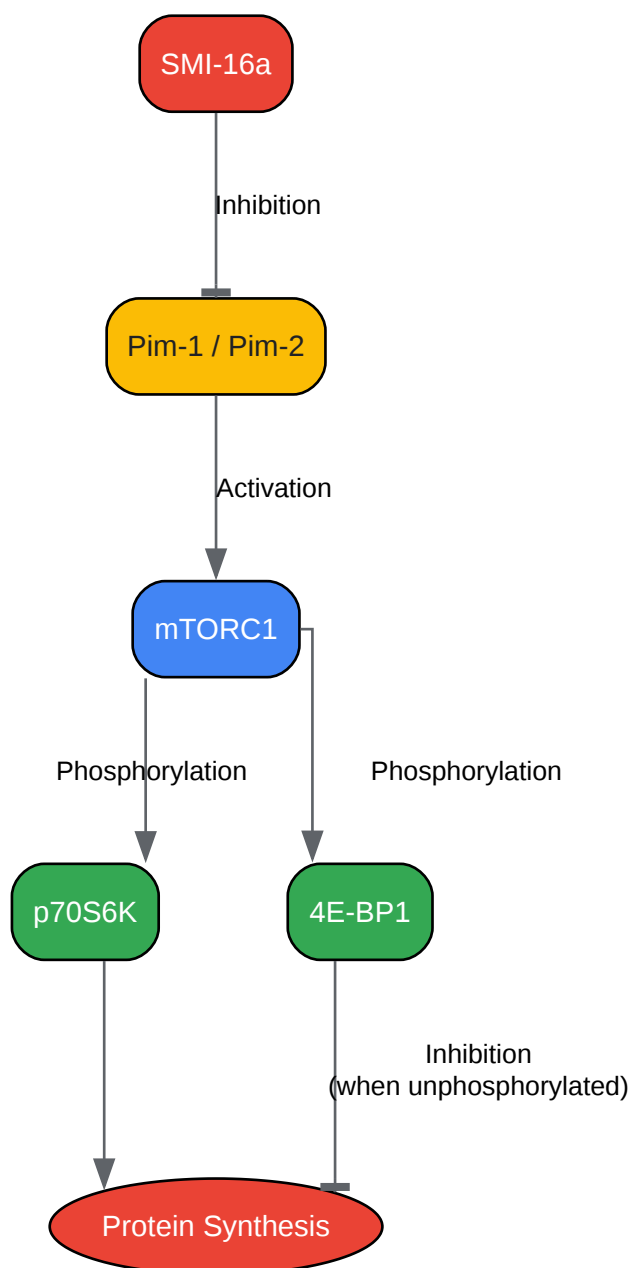 SMI-16a
Inhibition
Pim-1 / Pim-2
Activation
mTORC1
Phosphorylation
Phosphorylation
p70S6K
4E-BP1
Inhibition
(when unphosphorylated)
Protein Synthesis